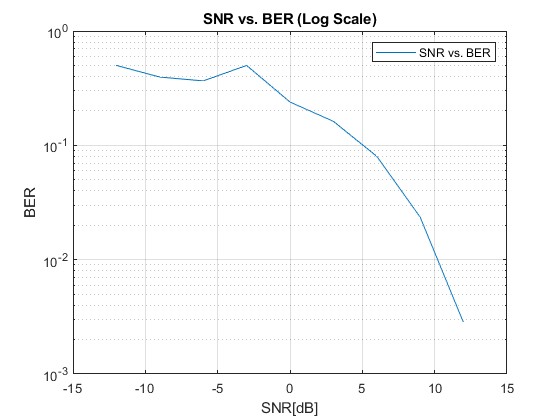 SNR vs. BER (Log Scale)
SNR vs. BER
10^0
10^-1
10^-2
10^-3
BER
-15 -10 -5 0 5 10 15
SNR[dB]